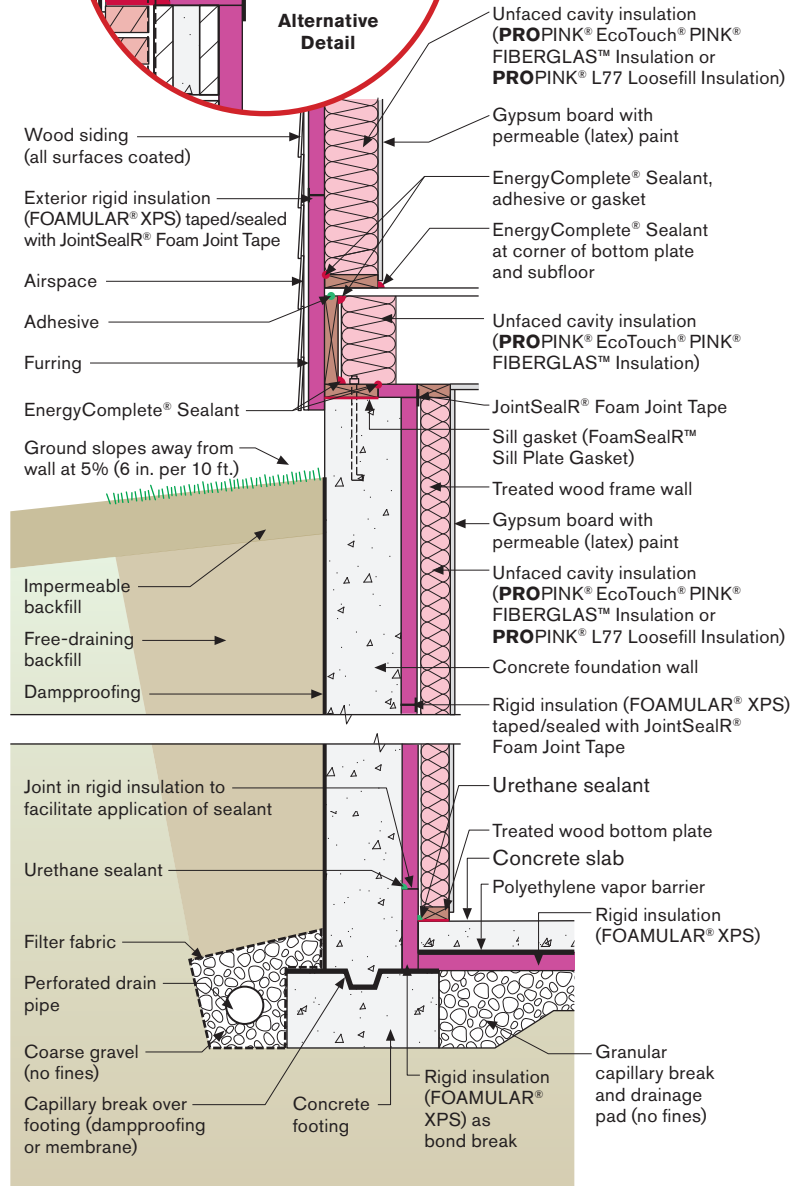 Alternative
Detail
Unfaced cavity insulation
(PROPINK® EcoTouch® PINK®
FIBERGLAS™ Insulation or
PROPINK® L77 Loosefill Insulation)
Gypsum board with
permeable (latex) paint
EnergyComplete® Sealant,
adhesive or gasket
EnergyComplete® Sealant
at corner of bottom plate
and subfloor
Unfaced cavity insulation
(PROPINK® EcoTouch® PINK®
FIBERGLAS™ Insulation)
JointSealR® Foam Joint Tape
Sill gasket (FoamSealR™
Sill Plate Gasket)
Treated wood frame wall
Gypsum board with
permeable (latex) paint
Unfaced cavity insulation
(PROPINK® EcoTouch® PINK®
FIBERGLAS™ Insulation or
PROPINK® L77 Loosefill Insulation)
Concrete foundation wall
Rigid insulation (FOAMULAR® XPS)
taped/sealed with JointSealR®
Foam Joint Tape
Urethane sealant
Treated wood bottom plate
Concrete slab
Polyethylene vapor barrier
Rigid insulation
(FOAMULAR® XPS)
Granular
capillary break
and drainage
pad (no fines)
Wood siding
(all surfaces coated)
Exterior rigid insulation
(FOAMULAR® XPS) taped/sealed
with JointSealR® Foam Joint Tape
Airspace
Adhesive
Furring
EnergyComplete® Sealant
Ground slopes away from
wall at 5% (6 in. per 10 ft.)
Impermeable
backfill
Free-draining
backfill
Dampproofing
Joint in rigid insulation to
facilitate application of sealant
Urethane sealant
Filter fabric
Perforated drain
pipe
Coarse gravel
(no fines)
Capillary break over
footing (dampproofing
or membrane)
Concrete
footing
Rigid insulation
(FOAMULAR®
XPS) as
bond break